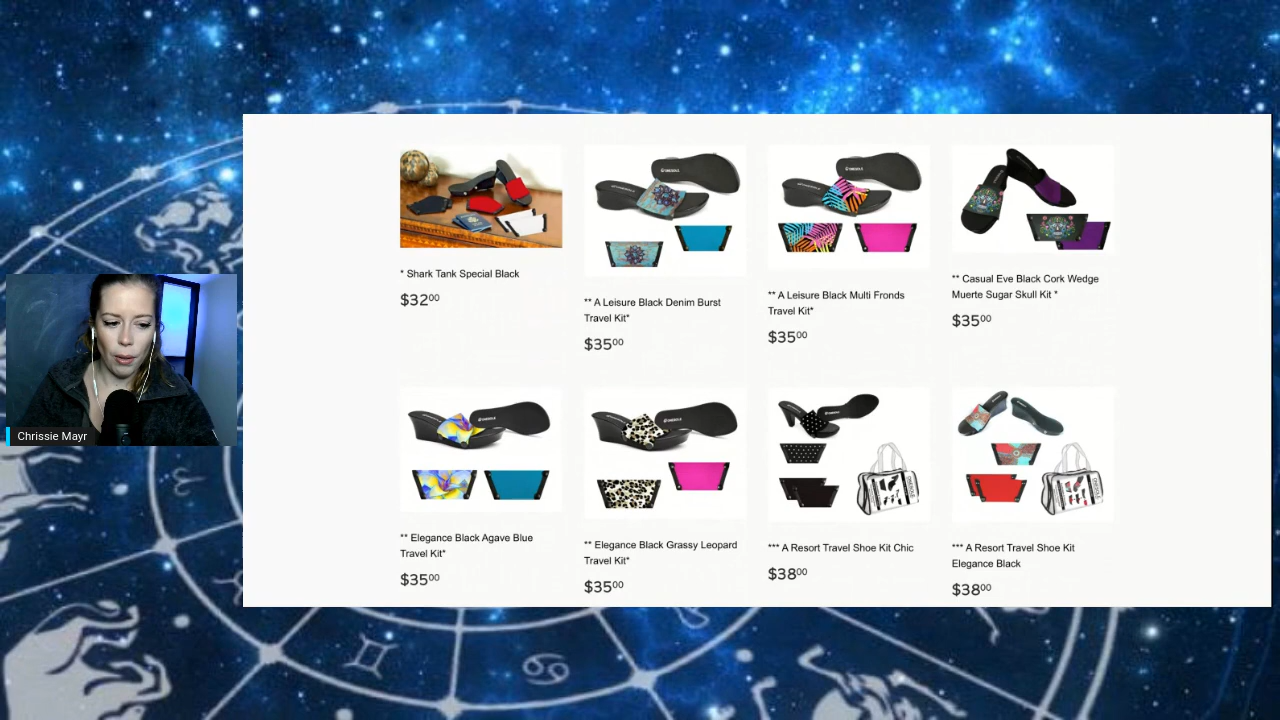 * Shark Tank Special Black
$32⁰⁰
** A Leisure Black Denim Burst
Travel Kit*
$35⁰⁰
** A Leisure Black Multi Fronds
Travel Kit*
$35⁰⁰
** Casual Eve Black Cork Wedge
Muerte Sugar Skull Kit *
$35⁰⁰
Chrissie Mayr
** Elegance Black Agave Blue
Travel Kit*
$35⁰⁰
** Elegance Black Grassy Leopard
Travel Kit*
$35⁰⁰
*** A Resort Travel Shoe Kit Chic
$38⁰⁰
*** A Resort Travel Shoe Kit
Elegance Black
$38⁰⁰